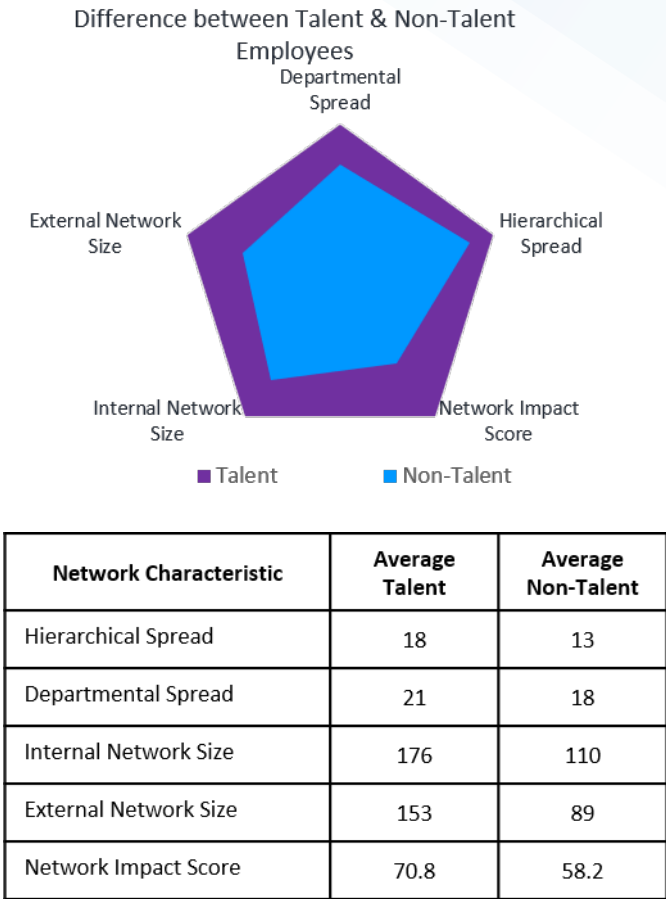 Difference between Talent & Non-Talent
Employees
Departmental
Spread
External Network
Size
Hierarchical
Spread
Internal Network
Size
Network Impact
Score
Talent
Non-Talent
Network Characteristic
Average
Talent
Average
Non-Talent
Hierarchical Spread 18 13
Departmental Spread 21 18
Internal Network Size 176 110
External Network Size 153 89
Network Impact Score 70.8 58.2